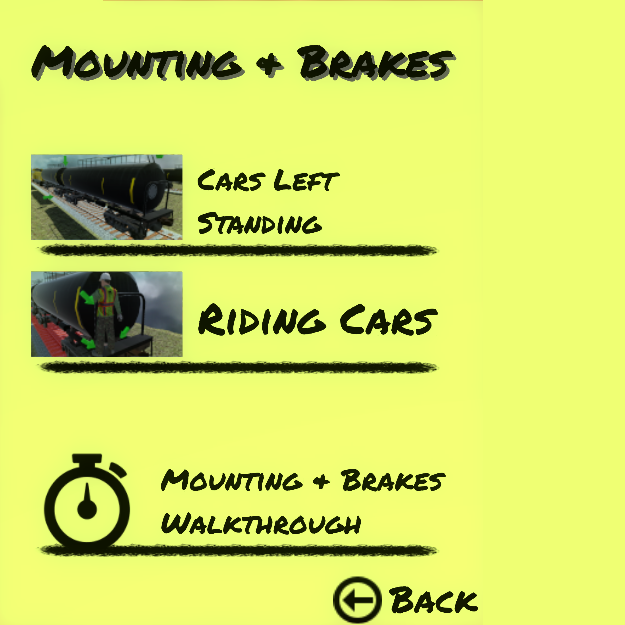 Mounting + Brakes
Cars Left
Standing
Riding Cars
Mounting + Brakes
Walkthrough
Back